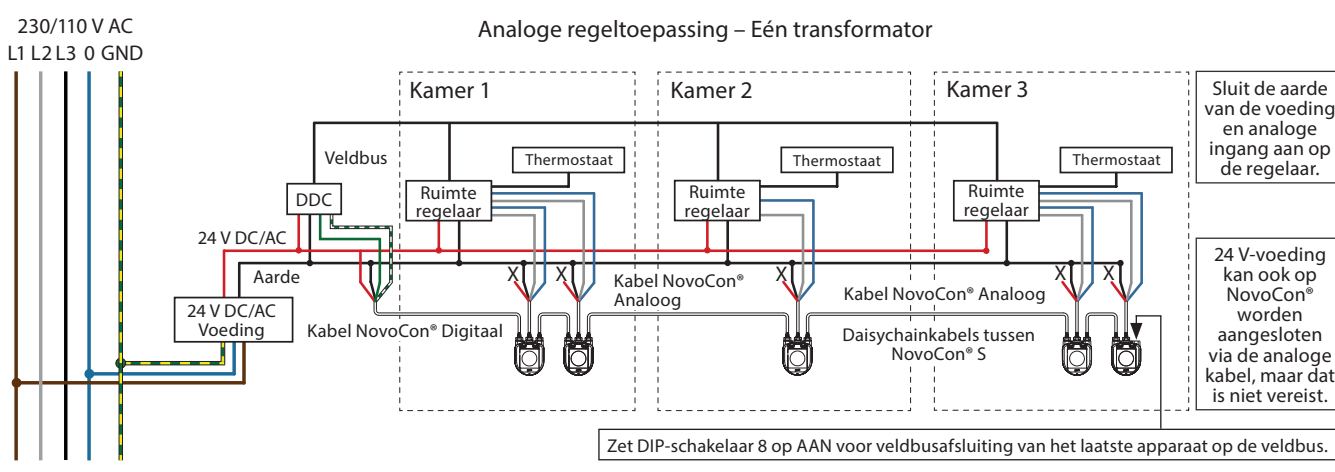 230/110 V AC
L1 L2 L3 0 GND
Analoge regeltoepassing – Eén transformator
Kamer 1
Kamer 2
Kamer 3
Sluit de aarde
van de voeding
en analoge
ingang aan op
de regelaar.
Veldbus
Thermostaat
Thermostaat
Thermostaat
DDC
Ruimte
regelaar
Ruimte
regelaar
Ruimte
regelaar
24 V DC/AC
Aarde
X
X
X
X
X
24 V DC/AC
Voeding
Kabel NovoCon® Digitaal
Kabel NovoCon®
Analoog
Kabel NovoCon® Analoog
Daisychainkabels tussen
NovoCon® S
24 V-voeding
kan ook op
NovoCon®
worden
aangesloten
via de analoge
kabel, maar dat
is niet vereist.
Zet DIP-schakelaar 8 op AAN voor veldbusafsluiting van het laatste apparaat op de veldbus.